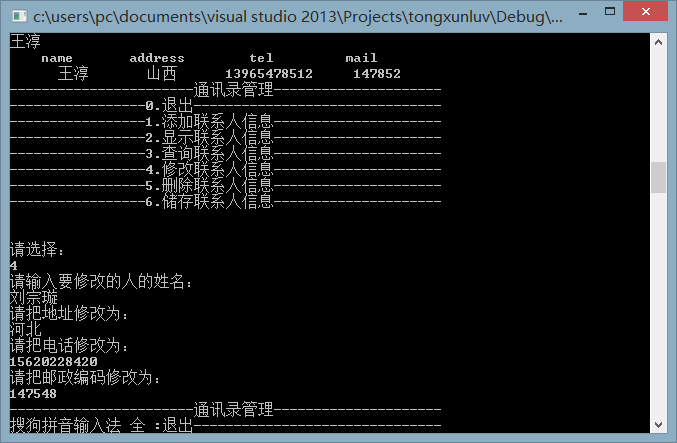 c:\users\pc\documents\visual studio 2013\Projects\tongxunluv\Debug\...
王淳
name address tel mail
王淳 山西 13965478512 147852
-----------------------通讯录管理---------------------
-----------------0.退出-------------------------------
-----------------1.添加联系人信息---------------------
-----------------2.显示联系人信息---------------------
-----------------3.查询联系人信息---------------------
-----------------4.修改联系人信息---------------------
-----------------5.删除联系人信息---------------------
-----------------6.储存联系人信息---------------------
请选择：
4
请输入要修改的人的姓名：
刘宗璇
请把地址修改为：
河北
请把电话修改为：
15620228420
请把邮政编码修改为：
147548
-----------------------通讯录管理---------------------
搜狗拼音输入法 全 :退出-------------------------------